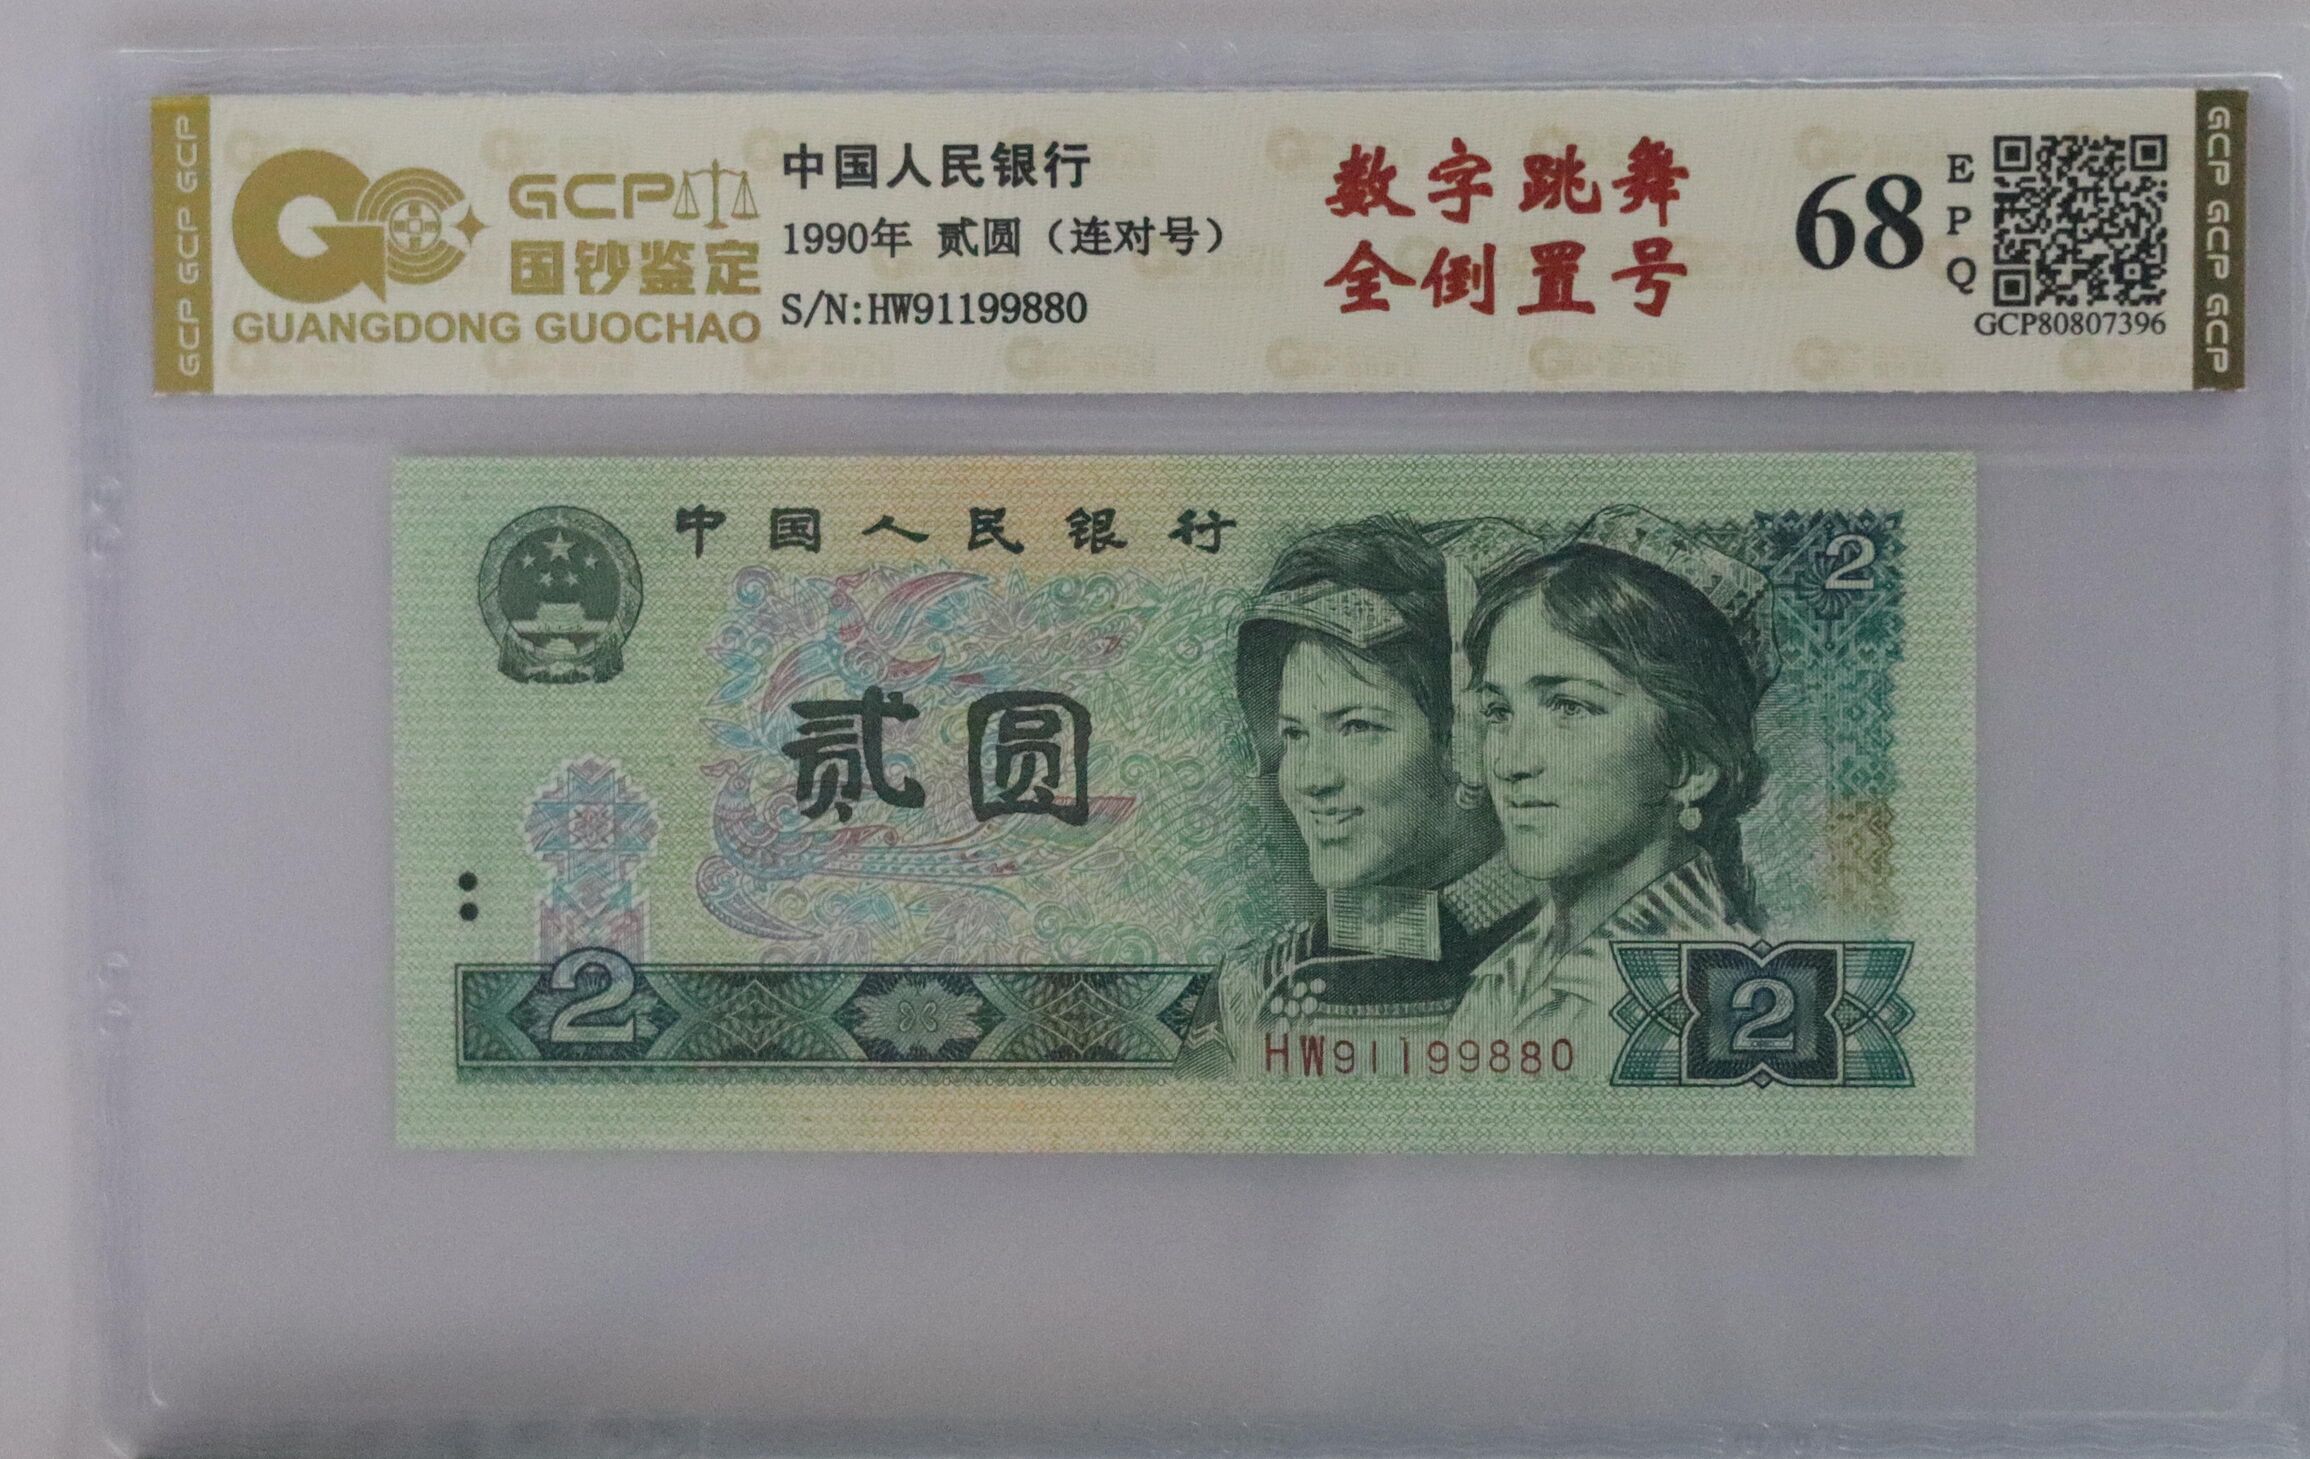 GCP GCP GCP
GCP
国钞鉴定
GUANGDONG GUOCHAO
中国人民银行
1990年 贰圆（连对号）
S/N:HW91199880
数字跳舞
全倒置号
68
EPQ
GCP80807396
GCP GCP GCP
中国人民银行
2
贰圆
2
HW91199880
2